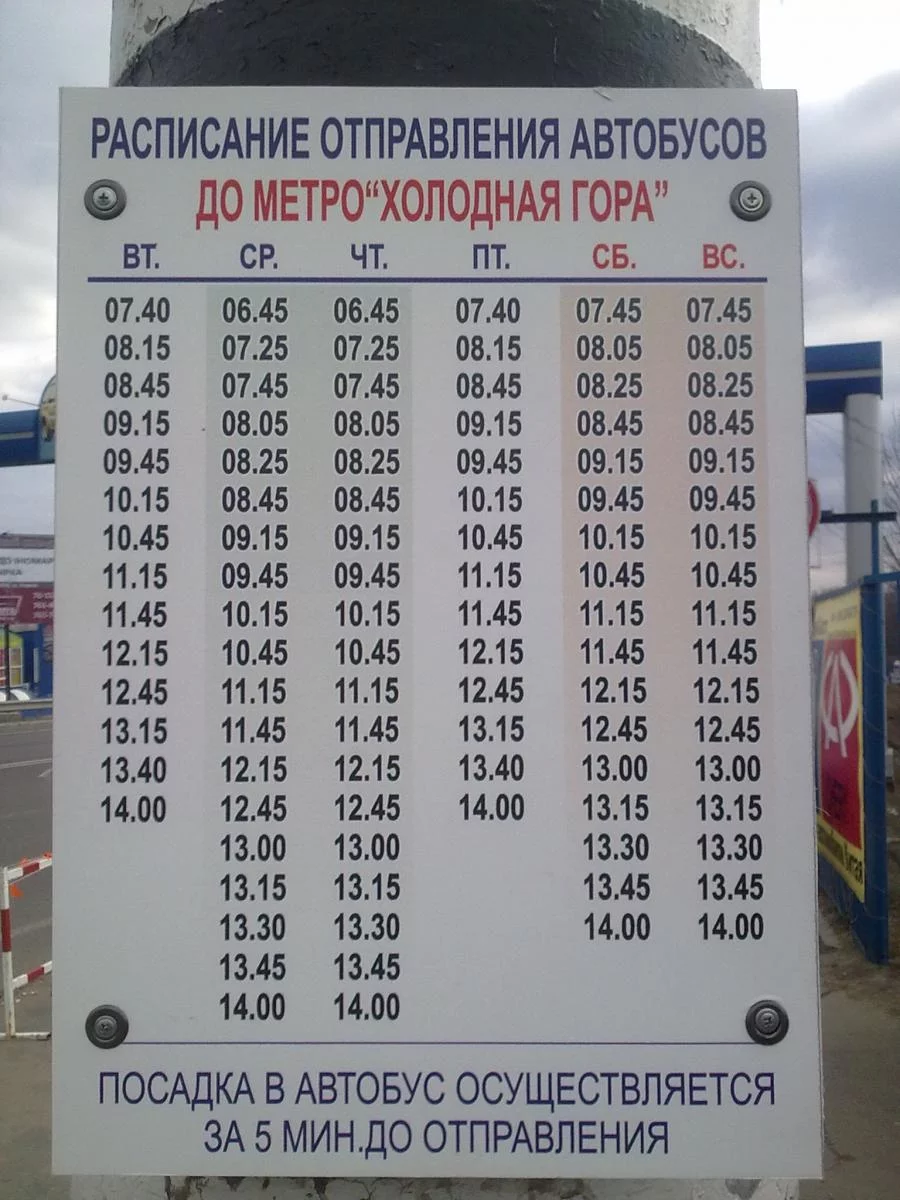 РАСПИСАНИЕ ОТПРАВЛЕНИЯ АВТОБУСОВ
ДО МЕТРО“ХОЛОДНАЯ ГОРА”
ВТ. СР. ЧТ. ПТ. СБ. ВС.
07.40 06.45 06.45 07.40 07.45 07.45
08.15 07.25 07.25 08.15 08.05 08.05
08.45 07.45 07.45 08.45 08.25 08.25
09.15 08.05 08.05 09.15 08.45 08.45
09.45 08.25 08.25 09.45 09.15 09.15
10.15 08.45 08.45 10.15 09.45 09.45
10.45 09.15 09.15 10.45 10.15 10.15
11.15 09.45 09.45 11.15 10.45 10.45
11.45 10.15 10.15 11.45 11.15 11.15
12.15 10.45 10.45 12.15 11.45 11.45
12.45 11.15 11.15 12.45 12.15 12.15
13.15 11.45 11.45 13.15 12.45 12.45
13.40 12.15 12.15 13.40 13.00 13.00
14.00 12.45 12.45 14.00 13.15 13.15
13.00 13.00 13.30 13.30
13.15 13.15 13.45 13.45
13.30 13.30 14.00 14.00
13.45 13.45
14.00 14.00
ПОСАДКА В АВТОБУС ОСУЩЕСТВЛЯЕТСЯ
ЗА 5 МИН.ДО ОТПРАВЛЕНИЯ